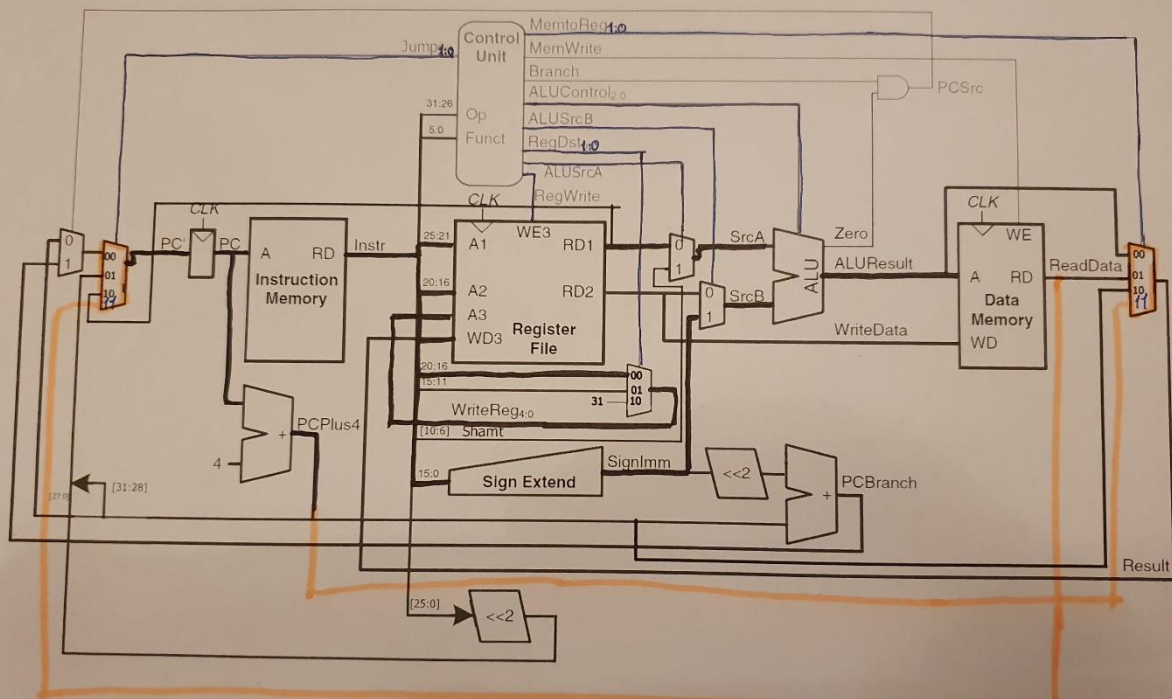 MemtoReg1:0
Jump1:0
Control
Unit
MemWrite
Branch
PCSrc
ALUControl2:0
31:26
Op
ALUSrcB
5:0
Funct
RegDst1:0
ALUSrcA
CLK
CLK
RegWrite
CLK
0
1
PC'
00
01
10
11
PC
A
RD
Instruction
Memory
Instr
25:21
A1
WE3
RD1
0
1
SrcA
Zero
ALU
ALUResult
WE
A
RD
ReadData
00
01
10
11
20:16
A2
RD2
0
1
SrcB
Data
Memory
A3
Register
File
WD3
WriteData
WD
20:16
00
15:11
01
31
10
WriteReg4:0
[10:6]
Shamt
PCPlus4
+
4
SignImm
15:0
Sign Extend
<<2
PCBranch
+
[27:0]
[31:28]
Result
[25:0]
<<2